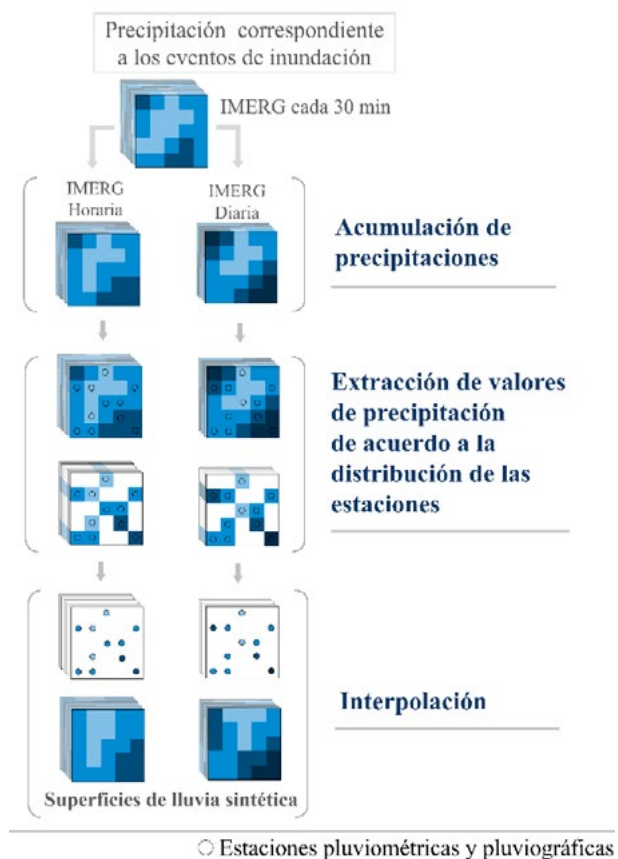 Precipitación correspondiente
a los eventos de inundación
IMERG cada 30 min
IMERG
Horaria
IMERG
Diaria
Acumulación de
precipitaciones
Extracción de valores
de precipitación
de acuerdo a la
distribución de las
estaciones
Interpolación
Superficies de lluvia sintética
Estaciones pluviométricas y pluviográficas